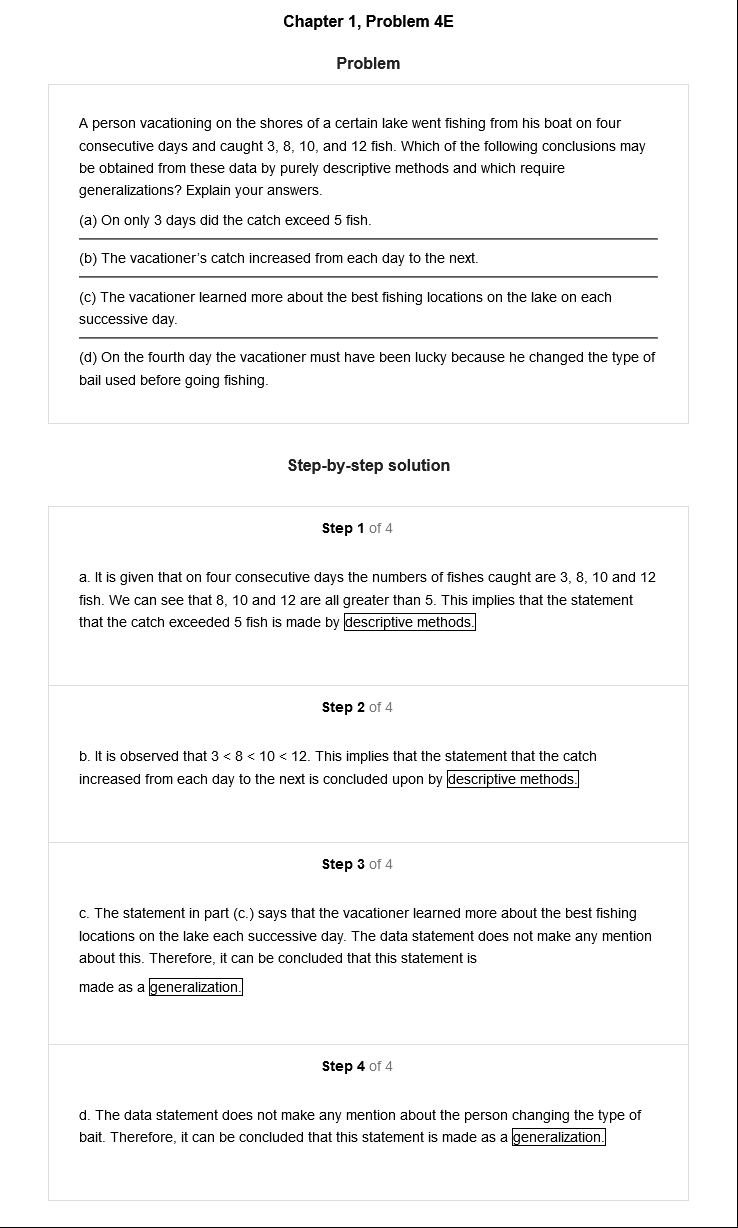 Chapter 1, Problem 4E
Problem
A person vacationing on the shores of a certain lake went fishing from his boat on four
consecutive days and caught 3, 8, 10, and 12 fish. Which of the following conclusions may
be obtained from these data by purely descriptive methods and which require
generalizations? Explain your answers.
(a) On only 3 days did the catch exceed 5 fish.
(b) The vacationer's catch increased from each day to the next.
(c) The vacationer learned more about the best fishing locations on the lake on each
successive day.
(d) On the fourth day the vacationer must have been lucky because he changed the type of
bail used before going fishing.
Step-by-step solution
Step 1 of 4
a. It is given that on four consecutive days the numbers of fishes caught are 3, 8, 10 and 12
fish. We can see that 8, 10 and 12 are all greater than 5. This implies that the statement
that the catch exceeded 5 fish is made by descriptive methods.
Step 2 of 4
b. It is observed that 3 < 8 < 10 < 12. This implies that the statement that the catch
increased from each day to the next is concluded upon by descriptive methods.
Step 3 of 4
c. The statement in part (c.) says that the vacationer learned more about the best fishing
locations on the lake each successive day. The data statement does not make any mention
about this. Therefore, it can be concluded that this statement is
made as a generalization.
Step 4 of 4
d. The data statement does not make any mention about the person changing the type of
bait. Therefore, it can be concluded that this statement is made as a generalization.